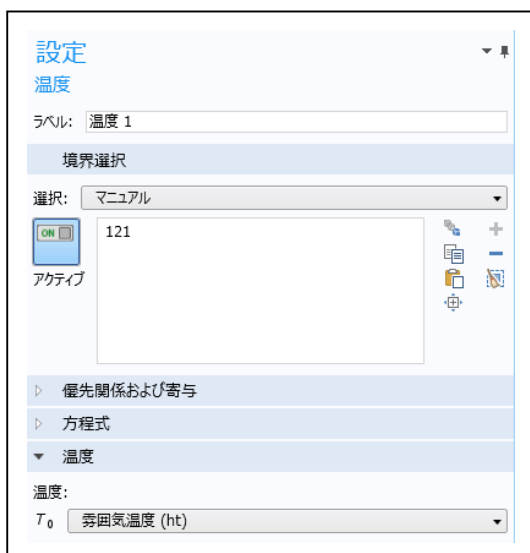 設定
温度
ラベル: 温度 1
境界選択
選択: マニュアル
ON 121
アクティブ
優先関係および寄与
方程式
温度
温度:
T0 雰囲気温度 (ht)